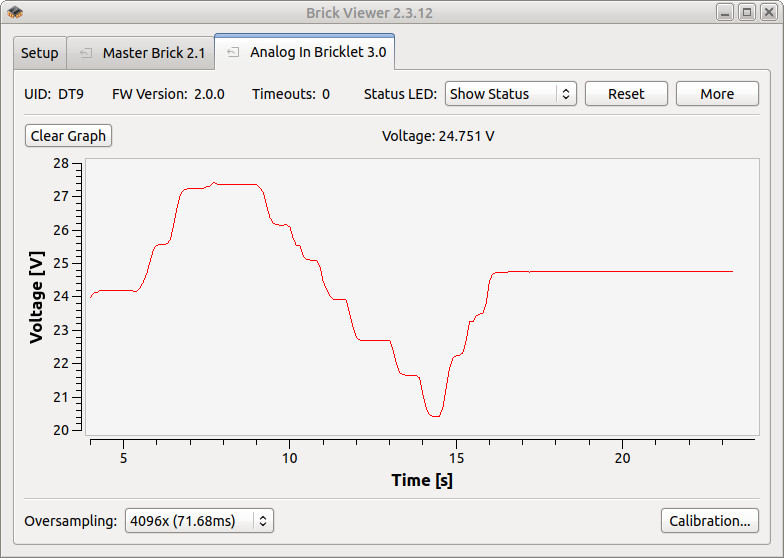 Brick Viewer 2.3.12
Setup Master Brick 2.1 Analog In Bricklet 3.0
UID: DT9 FW Version: 2.0.0 Timeouts: 0 Status LED: Show Status Reset More
Clear Graph Voltage: 24.751 V
28
27
26
25
24
23
22
21
20
Voltage [V]
5 10 15 20
Time [s]
Oversampling: 4096x (71.68ms) Calibration...